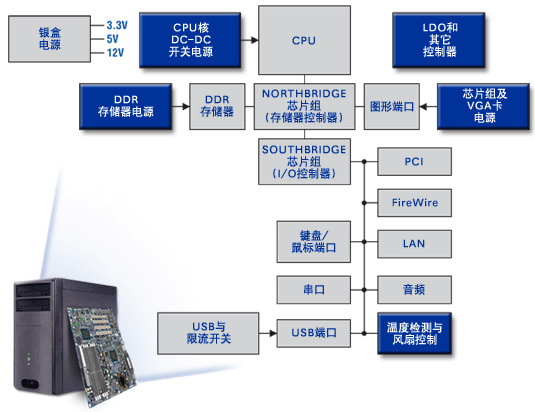 银盒
电源
3.3V
5V
12V
CPU核
DC-DC
开关电源
CPU
LDO和
其它
控制器
DDR
存储器电源
DDR
存储器
NORTHBRIDGE
芯片组
(存储器控制器)
图形端口
芯片组及
VGA卡
电源
SOUTHBRIDGE
芯片组
(I/O控制器)
PCI
FireWire
键盘/
鼠标端口
LAN
串口
音频
USB与
限流开关
USB端口
温度检测与
风扇控制